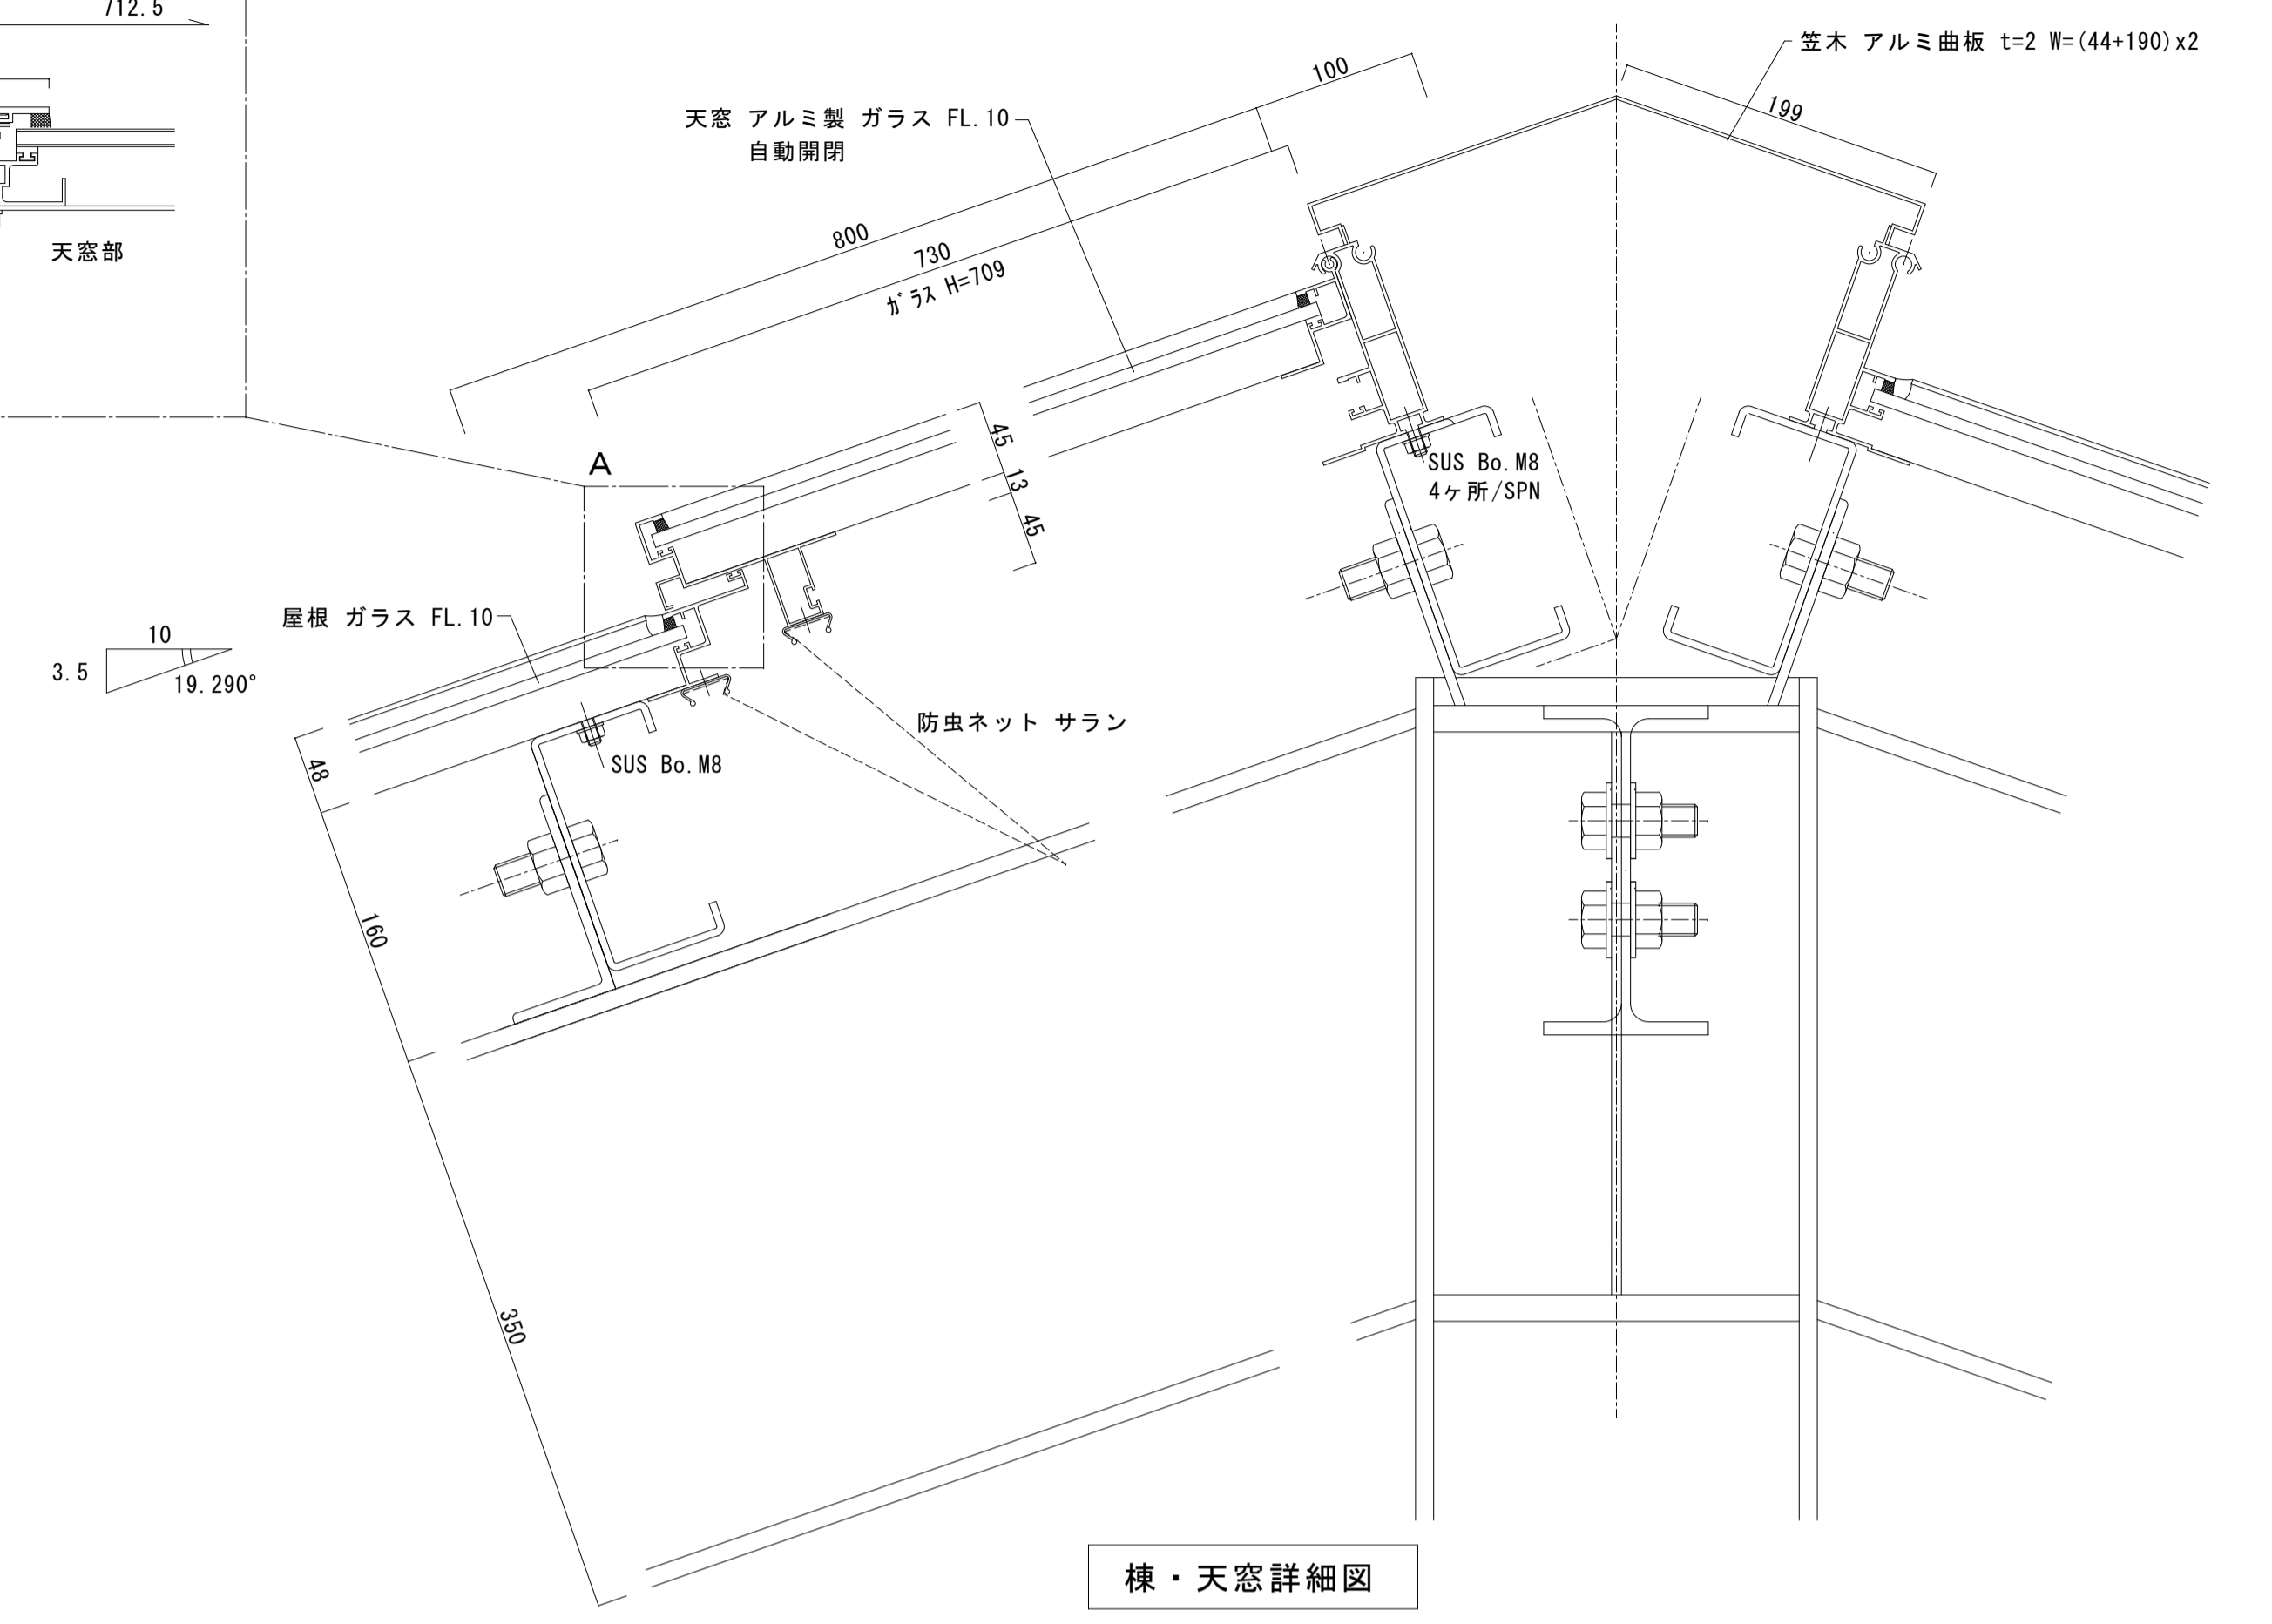 712.5
笠木 アルミ曲板 t=2 W=(44+190)x2
100
199
天窓 アルミ製 ガラス FL.10
自動開閉
800
730
ｶﾞﾗｽ H=709
天窓部
A
45
13
45
SUS Bo.M8
4ヶ所/SPN
屋根 ガラス FL.10
10
3.5
19.290°
防虫ネット サラン
SUS Bo.M8
48
160
350
棟・天窓詳細図